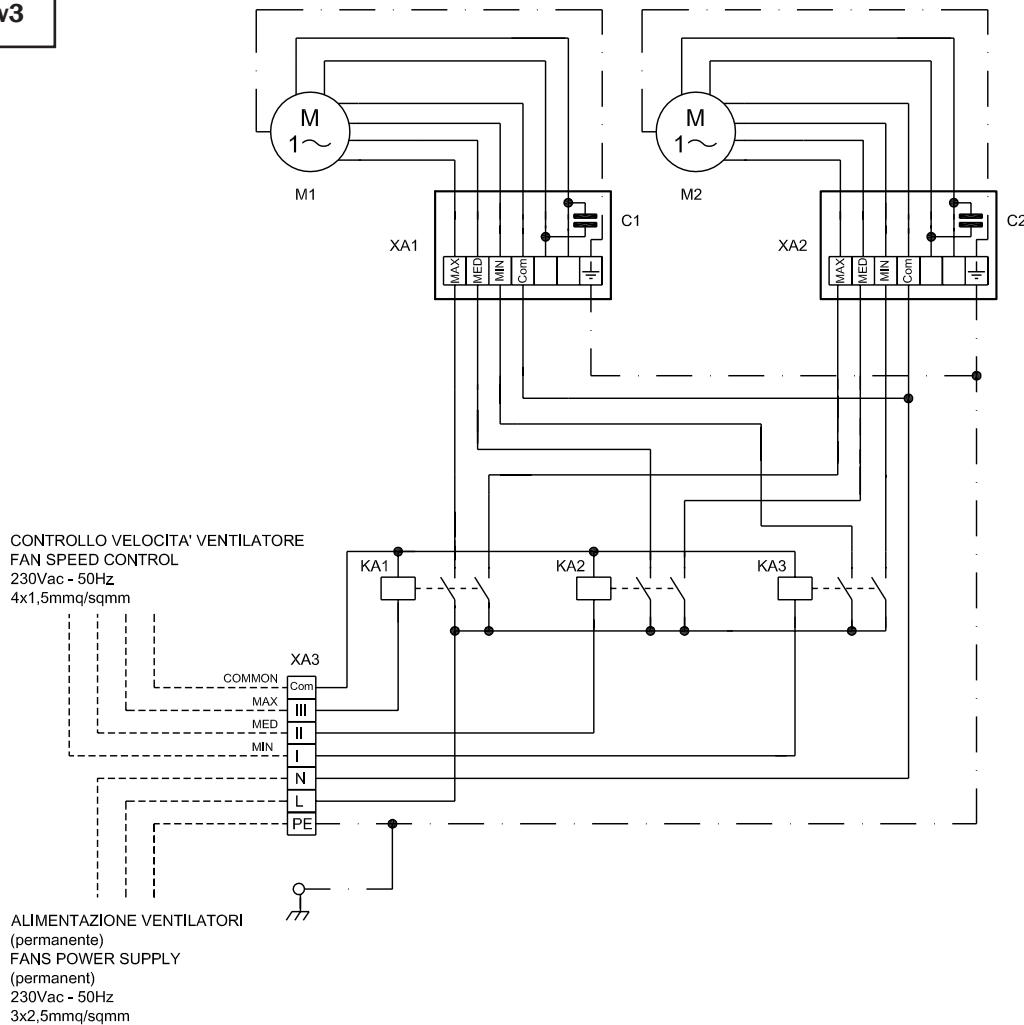 M
1
M1
M
1
M2
XA1
C1
MAX
MED
MIN
Com
XA2
C2
MAX
MED
MIN
Com
CONTROLLO VELOCITA' VENTILATORE
FAN SPEED CONTROL
230Vac - 50Hz
4x1,5mmq/sqmm
KA1
KA2
KA3
XA3
COMMON Com
MAX III
MED II
MIN I
N
L
PE
ALIMENTAZIONE VENTILATORI
(permanente)
FANS POWER SUPPLY
(permanent)
230Vac - 50Hz
3x2,5mmq/sqmm